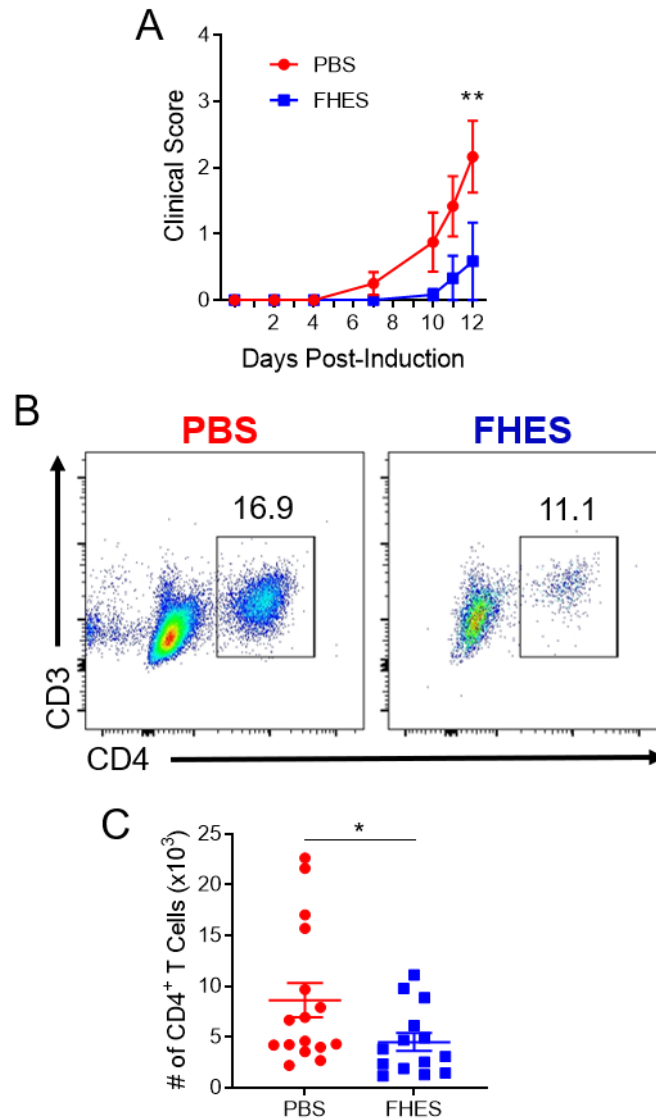 A
4
PBS
FHES
**
3
2
1
0
Clinical Score
2 4 6 8 10 12
Days Post-Induction
B
PBS FHES
16.9 11.1
CD3
CD4
C
*
25
20
15
10
5
0
# of CD4+ T Cells (x10³)
PBS FHES